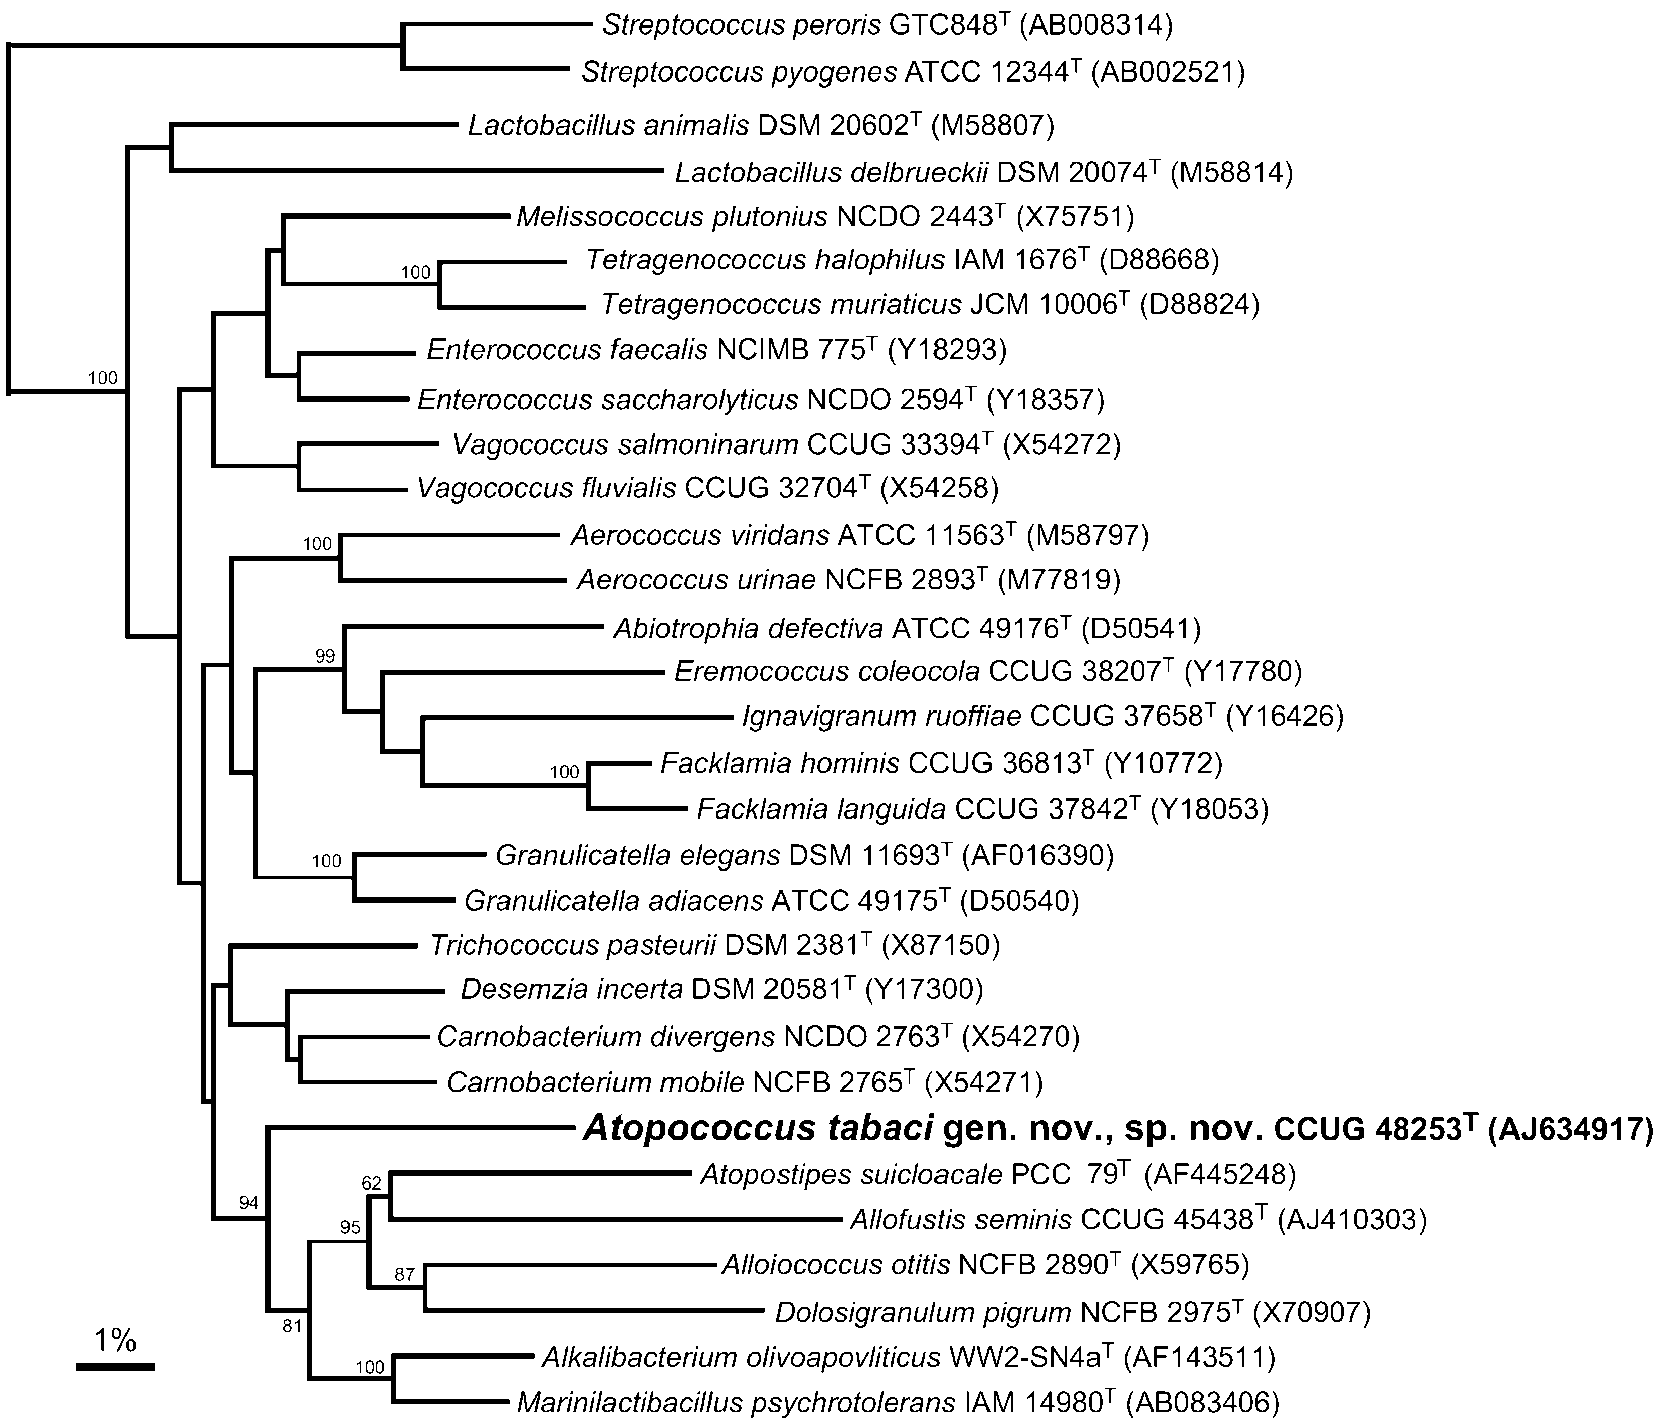 Streptococcus peroris GTC848T (AB008314)
Streptococcus pyogenes ATCC 12344T (AB002521)
Lactobacillus animalis DSM 20602T (M58807)
Lactobacillus delbrueckii DSM 20074T (M58814)
Melissococcus plutonius NCDO 2443T (X75751)
Tetragenococcus halophilus IAM 1676T (D88668)
100
Tetragenococcus muriaticus JCM 10006T (D88824)
Enterococcus faecalis NCIMB 775T (Y18293)
100
Enterococcus saccharolyticus NCDO 2594T (Y18357)
Vagococcus salmoninarum CCUG 33394T (X54272)
Vagococcus fluvialis CCUG 32704T (X54258)
Aerococcus viridans ATCC 11563T (M58797)
100
Aerococcus urinae NCFB 2893T (M77819)
Abiotrophia defectiva ATCC 49176T (D50541)
99
Eremococcus coleocola CCUG 38207T (Y17780)
Ignavigranum ruoffiae CCUG 37658T (Y16426)
Facklamia hominis CCUG 36813T (Y10772)
100
Facklamia languida CCUG 37842T (Y18053)
Granulicatella elegans DSM 11693T (AF016390)
100
Granulicatella adiacens ATCC 49175T (D50540)
Trichococcus pasteurii DSM 2381T (X87150)
Desemzia incerta DSM 20581T (Y17300)
Carnobacterium divergens NCDO 2763T (X54270)
Carnobacterium mobile NCFB 2765T (X54271)
Atopococcus tabaci gen. nov., sp. nov. CCUG 48253T (AJ634917)
Atopostipes suicloacale PCC 79T (AF445248)
62
94
Allofustis seminis CCUG 45438T (AJ410303)
95
Alloiococcus otitis NCFB 2890T (X59765)
87
Dolosigranulum pigrum NCFB 2975T (X70907)
81
1%
Alkalibacterium olivoapovliticus WW2-SN4aT (AF143511)
100
Marinilactibacillus psychrotolerans IAM 14980T (AB083406)